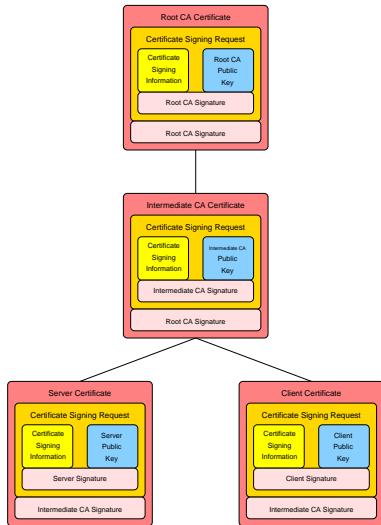 Root CA Certificate
Certificate Signing Request
Certificate
Signing
Information
Root CA
Public
Key
Root CA Signature
Root CA Signature
Intermediate CA Certificate
Certificate Signing Request
Certificate
Signing
Information
Intermediate CA
Public
Key
Intermediate CA Signature
Root CA Signature
Server Certificate
Certificate Signing Request
Certificate
Signing
Information
Server
Public
Key
Server Signature
Intermediate CA Signature
Client Certificate
Certificate Signing Request
Certificate
Signing
Information
Client
Public
Key
Client Signature
Intermediate CA Signature